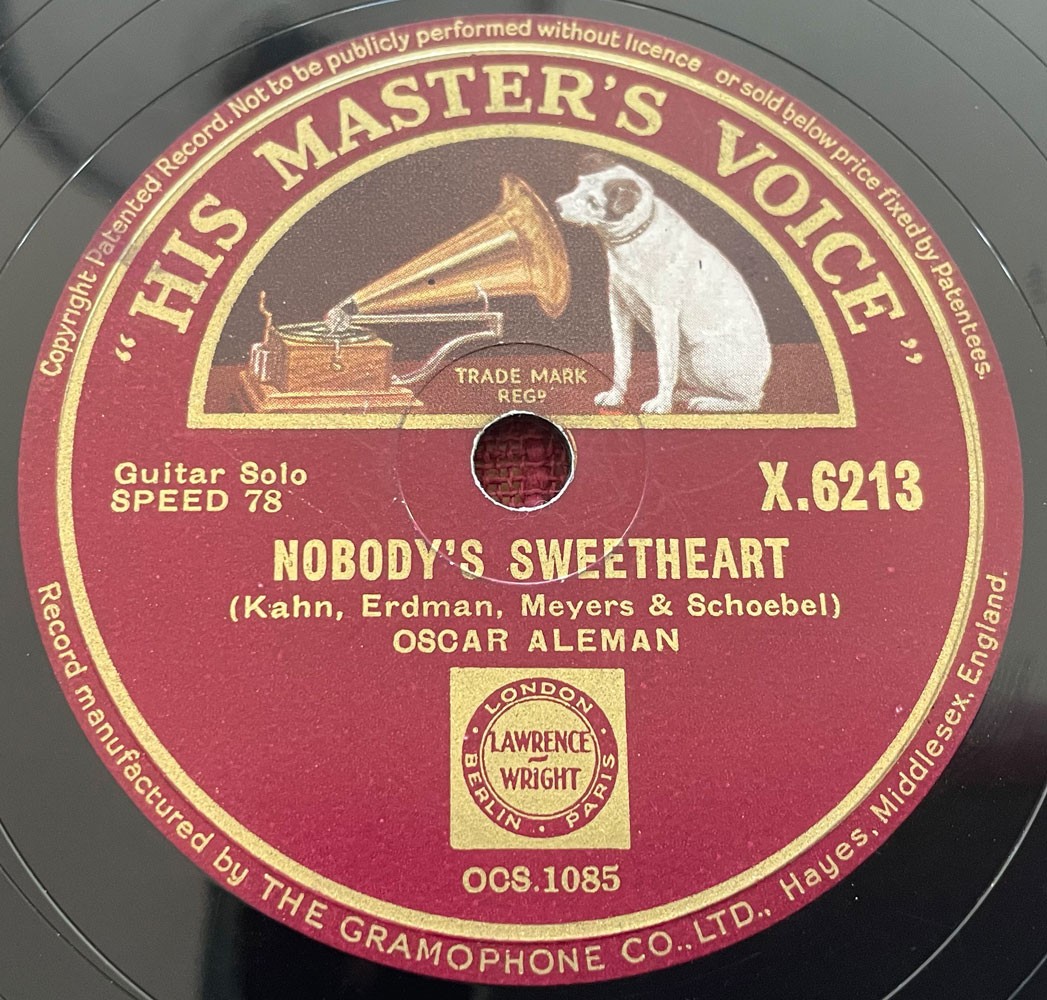 Copyright Patented Record. Not to be publicly performed without licence or sold below price fixed by Patentees.
“HIS MASTER'S VOICE”
TRADE MARK
REGD
Guitar Solo
SPEED 78
X.6213
NOBODY'S SWEETHEART
(Kahn, Erdman, Meyers & Schoebel)
OSCAR ALEMAN
LONDON
LAWRENCE
WRIGHT
BERLIN · PARIS
OCS.1085
Record manufactured by THE GRAMOPHONE CO., LTD., Hayes, Middlesex, England.